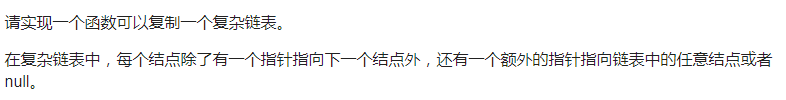 请实现一个函数可以复制一个复杂链表。
在复杂链表中，每个结点除了有一个指针指向下一个结点外，还有一个额外的指针指向链表中的任意结点或者
null。